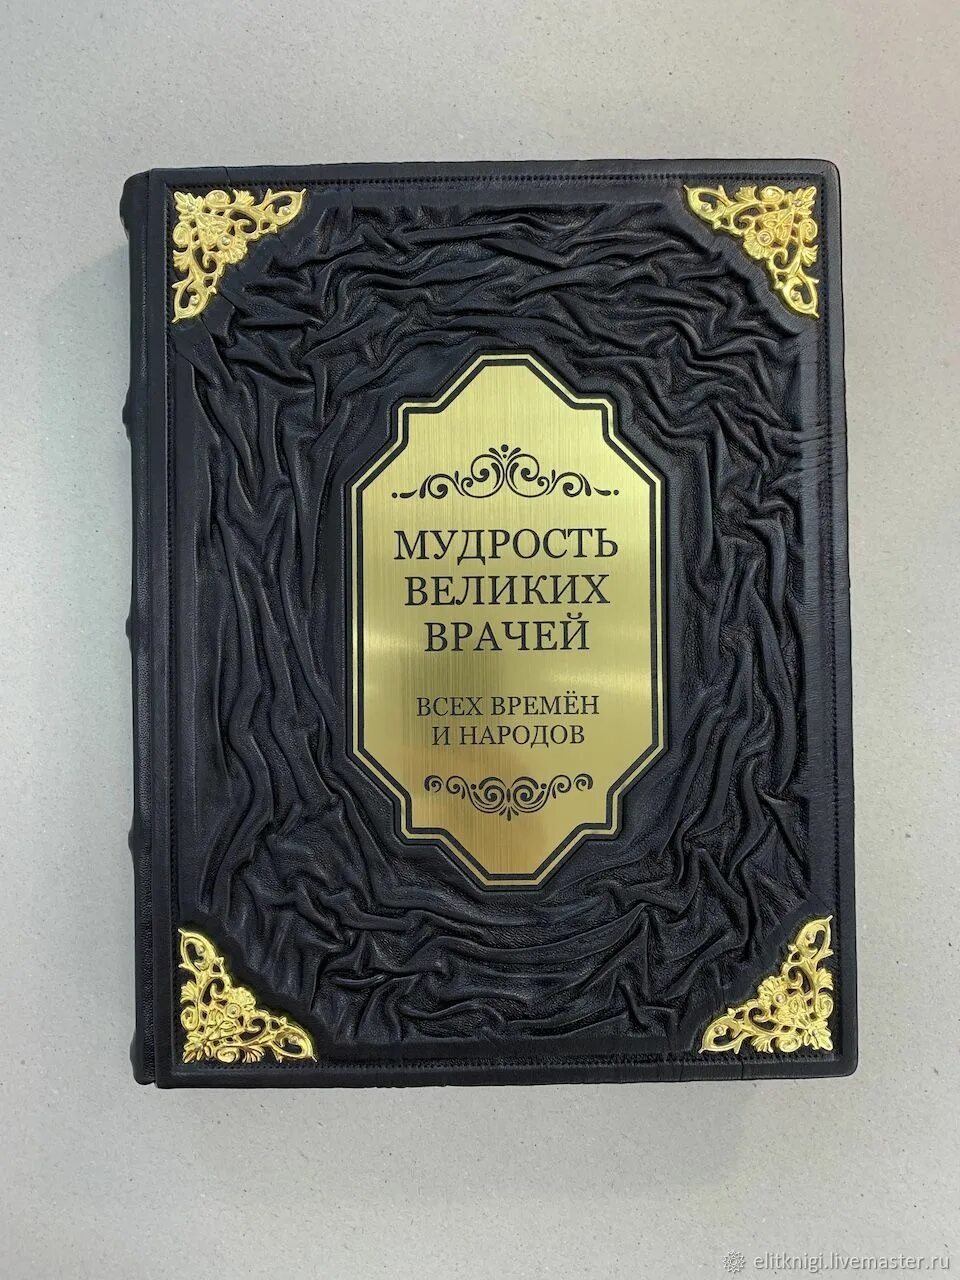 МУДРОСТЬ
ВЕЛИКИХ
ВРАЧЕЙ
ВСЕХ ВРЕМЁН
И НАРОДОВ
elitknigi.livemaster.ru